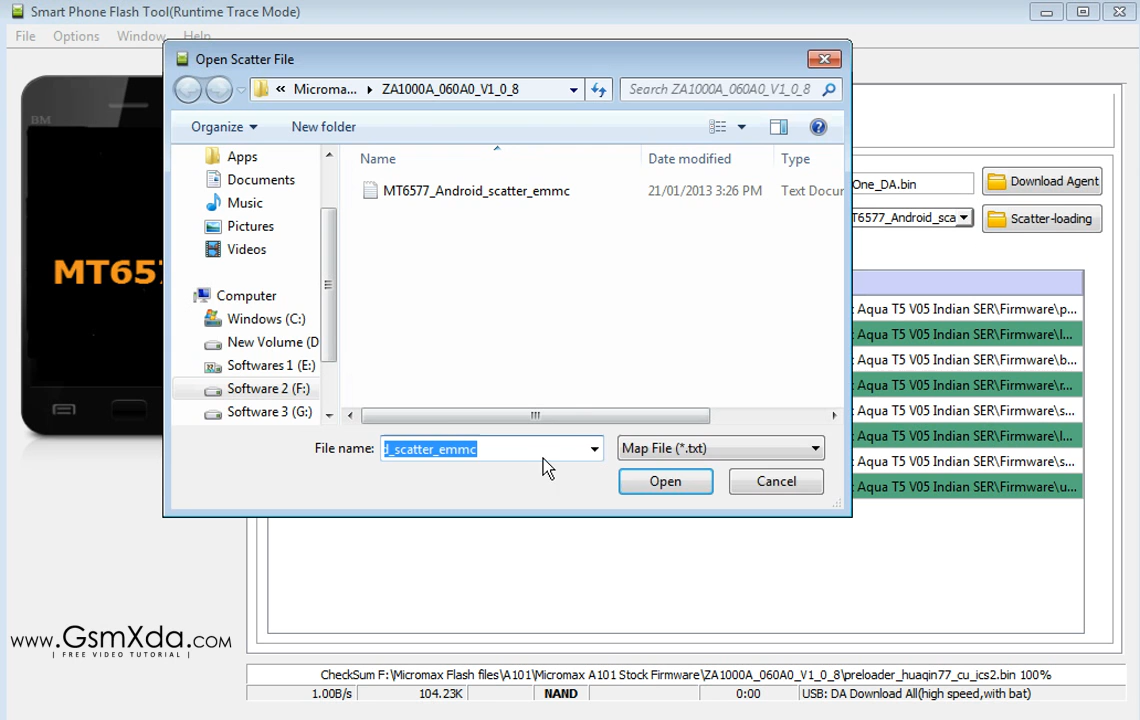 Smart Phone Flash Tool(Runtime Trace Mode)
File Options Window Help
BM
MT657
Open Scatter File
« Microma... ZA1000A_060A0_V1_0_8
Search ZA1000A_060A0_V1_0_8
Organize New folder
Name Date modified Type
MT6577_Android_scatter_emmc 21/01/2013 3:26 PM Text Docur
Apps
Documents
Music
Pictures
Videos
Computer
Windows (C:)
New Volume (D
Softwares 1 (E:)
Software 2 (F:)
Software 3 (G:)
File name: d_scatter_emmc Map File (*.txt)
Open Cancel
One_DA.bin Download Agent
T6577_Android_sca Scatter-loading
Aqua T5 V05 Indian SER\Firmware\p...
Aqua T5 V05 Indian SER\Firmware\l...
Aqua T5 V05 Indian SER\Firmware\b...
Aqua T5 V05 Indian SER\Firmware\r...
Aqua T5 V05 Indian SER\Firmware\s...
Aqua T5 V05 Indian SER\Firmware\l...
Aqua T5 V05 Indian SER\Firmware\s...
Aqua T5 V05 Indian SER\Firmware\u...
www.GsmXda.com
| FREE VIDEO TUTORIAL |
CheckSum F:\Micromax Flash files\A101\Micromax A101 Stock Firmware\ZA1000A_060A0_V1_0_8\preloader_huaqin77_cu_ics2.bin 100%
1.00B/s 104.23K NAND 0:00 USB: DA Download All(high speed,with bat)